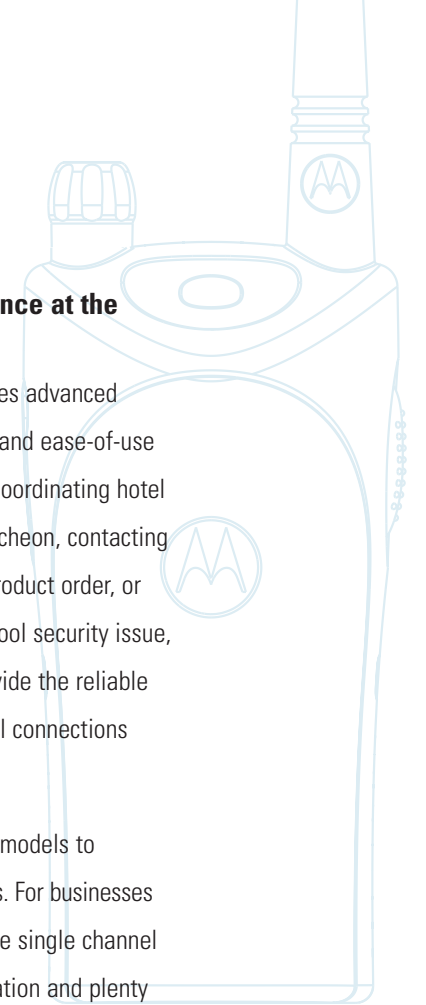 nce at the
es advanced
and ease-of-use
oordinating hotel
cheon, contacting
roduct order, or
ool security issue,
vide the reliable
l connections
models to
s. For businesses
e single channel
ation and plenty